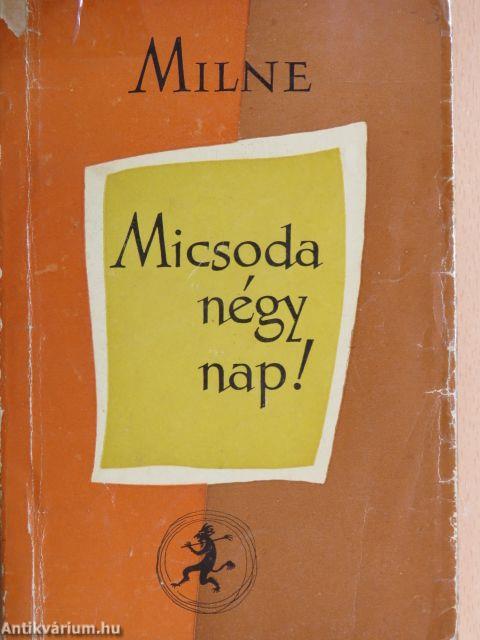 MILNE
Micsoda
négy
nap!
Antikvárium.hu